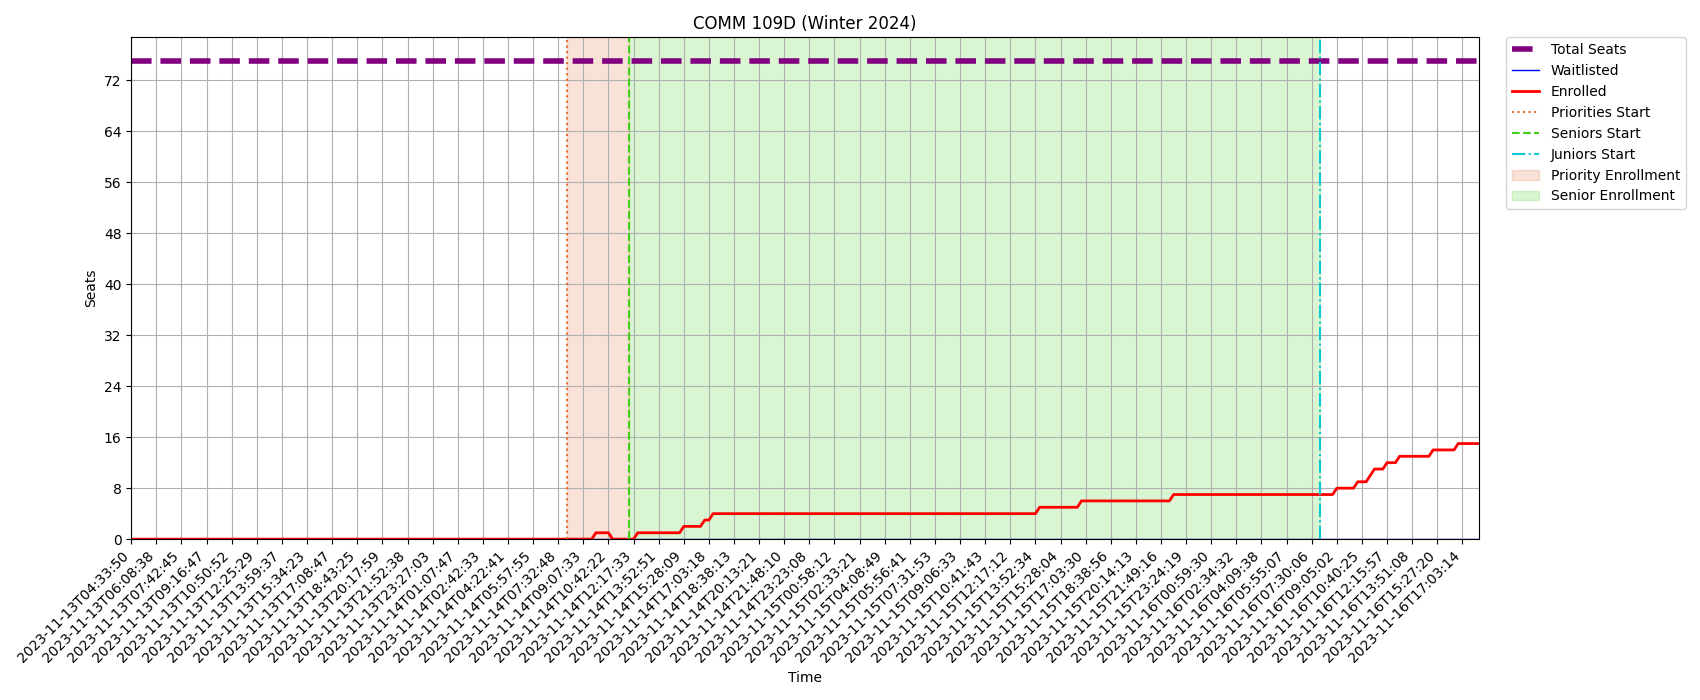 COMM 109D (Winter 2024)
Total Seats
Waitlisted
Enrolled
Priorities Start
Seniors Start
Juniors Start
Priority Enrollment
Senior Enrollment
Seats
72
64
56
48
40
32
24
16
8
0
2023-11-13T04:33:50
2023-11-13T06:08:38
2023-11-13T07:42:45
2023-11-13T09:16:47
2023-11-13T10:50:52
2023-11-13T12:25:29
2023-11-13T13:59:37
2023-11-13T15:34:23
2023-11-13T17:08:47
2023-11-13T18:43:25
2023-11-13T20:17:59
2023-11-13T21:52:38
2023-11-13T23:27:03
2023-11-14T01:07:47
2023-11-14T02:42:33
2023-11-14T04:22:41
2023-11-14T05:57:55
2023-11-14T07:32:48
2023-11-14T09:07:33
2023-11-14T10:42:22
2023-11-14T12:17:33
2023-11-14T13:52:51
2023-11-14T15:28:09
2023-11-14T17:03:18
2023-11-14T18:38:13
2023-11-14T20:13:21
2023-11-14T21:48:10
2023-11-14T23:23:08
2023-11-15T00:58:12
2023-11-15T02:33:21
2023-11-15T04:08:49
2023-11-15T05:56:41
2023-11-15T07:31:53
2023-11-15T09:06:33
2023-11-15T10:41:43
2023-11-15T12:17:12
2023-11-15T13:52:34
2023-11-15T15:28:04
2023-11-15T17:03:30
2023-11-15T18:38:56
2023-11-15T20:14:13
2023-11-15T21:49:16
2023-11-15T23:24:19
2023-11-16T00:59:30
2023-11-16T02:34:32
2023-11-16T04:09:38
2023-11-16T05:55:07
2023-11-16T07:30:06
2023-11-16T09:05:02
2023-11-16T10:40:25
2023-11-16T12:15:57
2023-11-16T13:51:08
2023-11-16T15:27:20
2023-11-16T17:03:14
Time